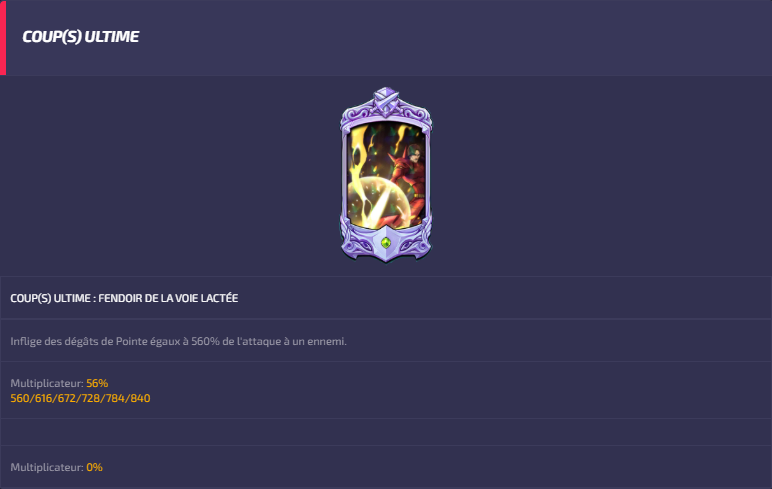 COUP(S) ULTIME
COUP(S) ULTIME : FENDOIR DE LA VOIE LACTÉE
Inflige des dégâts de Pointe égaux à 560% de l'attaque à un ennemi.
Multiplicateur: 56%
560/616/672/728/784/840
Multiplicateur: 0%